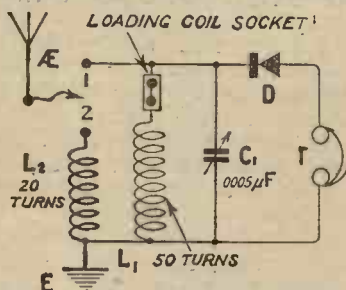 LOADING COIL SOCKET
Æ
1
2
D
L2
20
TURNS
C1
.0005µF
T
L1
50 TURNS
E